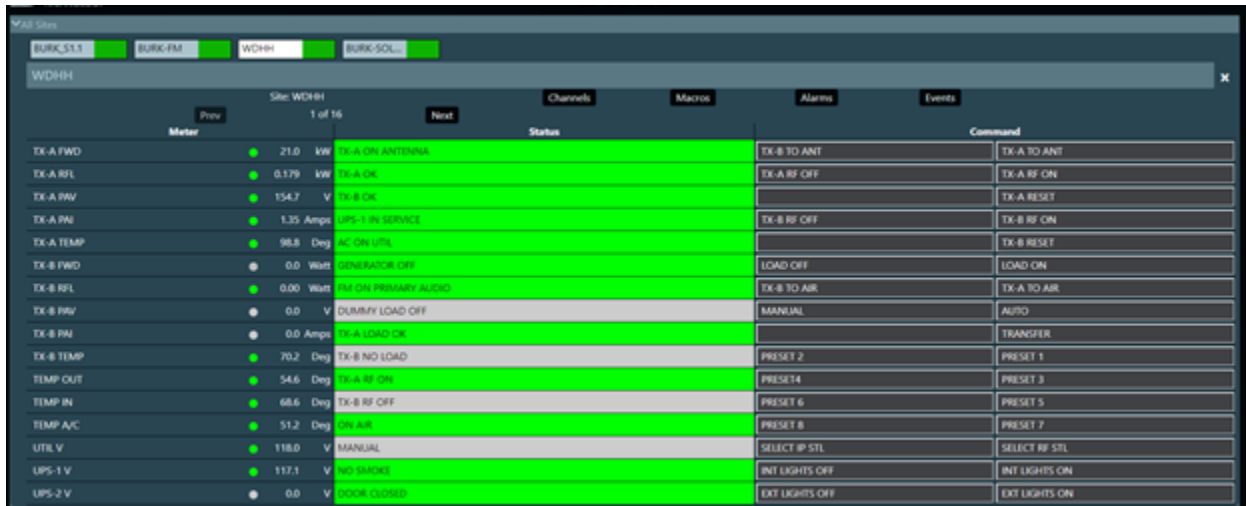 All Sites
BURK_S1.1 BURK-FM WDHH BURK-SOL...
WDHH x
Site: WDHH Channels Macros Alarms Events
Prev 1 of 16 Next
Meter Status Command
TX-A FWD 21.0 kW TX-A ON ANTENNA TX-B TO ANT TX-A TO ANT
TX-A RFL 0.179 kW TX-A OK TX-A RF OFF TX-A RF ON
TX-A PAV 154.7 V TX-B OK TX-A RESET
TX-A PAI 1.35 Amps UPS-1 IN SERVICE TX-B RF OFF TX-B RF ON
TX-A TEMP 98.8 Deg AC ON UTIL TX-B RESET
TX-B FWD 0.0 Watt GENERATOR OFF LOAD OFF LOAD ON
TX-B RFL 0.00 Watt FM ON PRIMARY AUDIO TX-B TO AIR TX-A TO AIR
TX-B PAV 0.0 V DUMMY LOAD OFF MANUAL AUTO
TX-B PAI 0.0 Amps TX-A LOAD OK TRANSFER
TX-B TEMP 70.2 Deg TX-B NO LOAD PRESET 2 PRESET 1
TEMP OUT 54.6 Deg TX-A RF ON PRESET4 PRESET 3
TEMP IN 68.6 Deg TX-B RF OFF PRESET 6 PRESET 5
TEMP A/C 51.2 Deg ON AIR PRESET 8 PRESET 7
UTIL V 118.0 V MANUAL SELECT IP STL SELECT RF STL
UPS-1 V 117.1 V NO SMOKE INT LIGHTS OFF INT LIGHTS ON
UPS-2 V 0.0 V DOOR CLOSED EXT LIGHTS OFF EXT LIGHTS ON